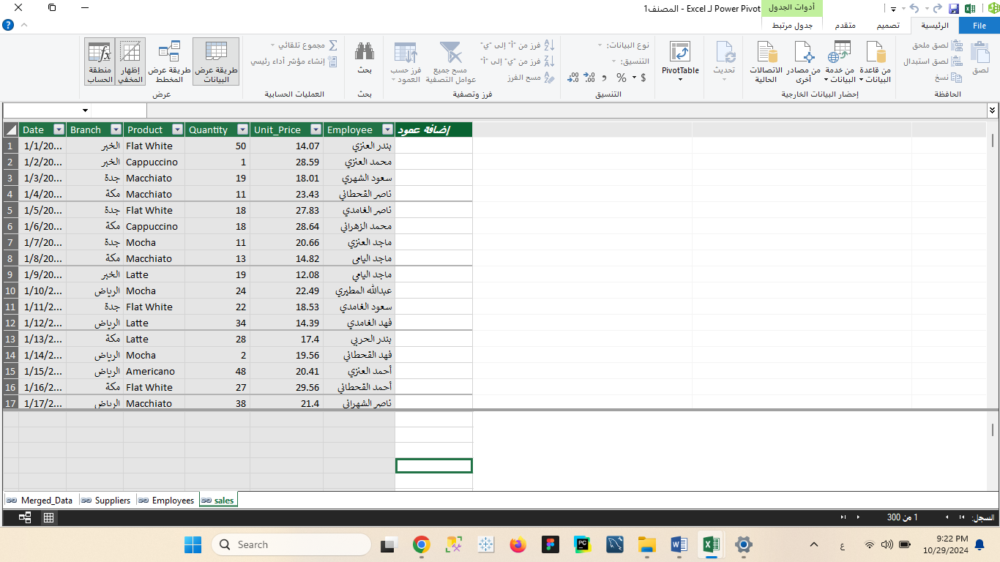 المصنف1 - Excel لـ Power Pivot
أدوات الجدول
File
الرئيسية
تصميم
متقدم
جدول مرتبط
لصق
لصق ملحق
لصق استبدال
نسخ
الحافظة
من قاعدة البيانات
من خدمة البيانات
من مصادر أخرى
الاتصالات الحالية
إحضار البيانات الخارجية
تحديث
PivotTable
نوع البيانات:
التنسيق:
$ % ,
التنسيق
فرز من "أ" إلى "ي"
فرز من "ي" إلى "أ"
مسح الفرز
مسح جميع عوامل التصفية
فرز حسب العمود
فرز وتصفية
بحث
بحث
مجموع تلقائي
إنشاء مؤشر أداء رئيسي
العمليات الحسابية
طريقة عرض البيانات
طريقة عرض المخطط
إظهار المخفي
منطقة الحساب
عرض
Date Branch Product Quantity Unit_Price Employee إضافة عمود
1 1/1/20... الخبر Flat White 50 14.07 بندر العنزي
2 1/2/20... الخبر Cappuccino 1 28.59 محمد العنزي
3 1/3/20... جدة Macchiato 19 18.01 سعود الشهري
4 1/4/20... مكة Macchiato 11 23.43 ناصر القحطاني
5 1/5/20... جدة Flat White 18 27.83 ناصر الغامدي
6 1/6/20... مكة Cappuccino 18 28.64 محمد الزهراني
7 1/7/20... جدة Mocha 11 20.66 ماجد العنزي
8 1/8/20... مكة Macchiato 13 14.82 ماجد اليامي
9 1/9/20... الخبر Latte 19 12.08 ماجد اليامي
10 1/10/2... الرياض Mocha 24 22.49 عبدالله المطيري
11 1/11/2... جدة Flat White 22 18.53 سعود الغامدي
12 1/12/2... الرياض Latte 34 14.39 فهد الغامدي
13 1/13/2... مكة Latte 28 17.4 بندر الحربي
14 1/14/2... الرياض Mocha 2 19.56 فهد القحطاني
15 1/15/2... الرياض Americano 48 20.41 أحمد العنزي
16 1/16/2... مكة Flat White 27 29.56 أحمد القحطاني
17 1/17/2... الرياض Macchiato 38 21.4 ناصر الشهراني
Merged_Data Suppliers Employees sales
السجل: 1 من 300
Search
ع
9:22 PM
10/29/2024